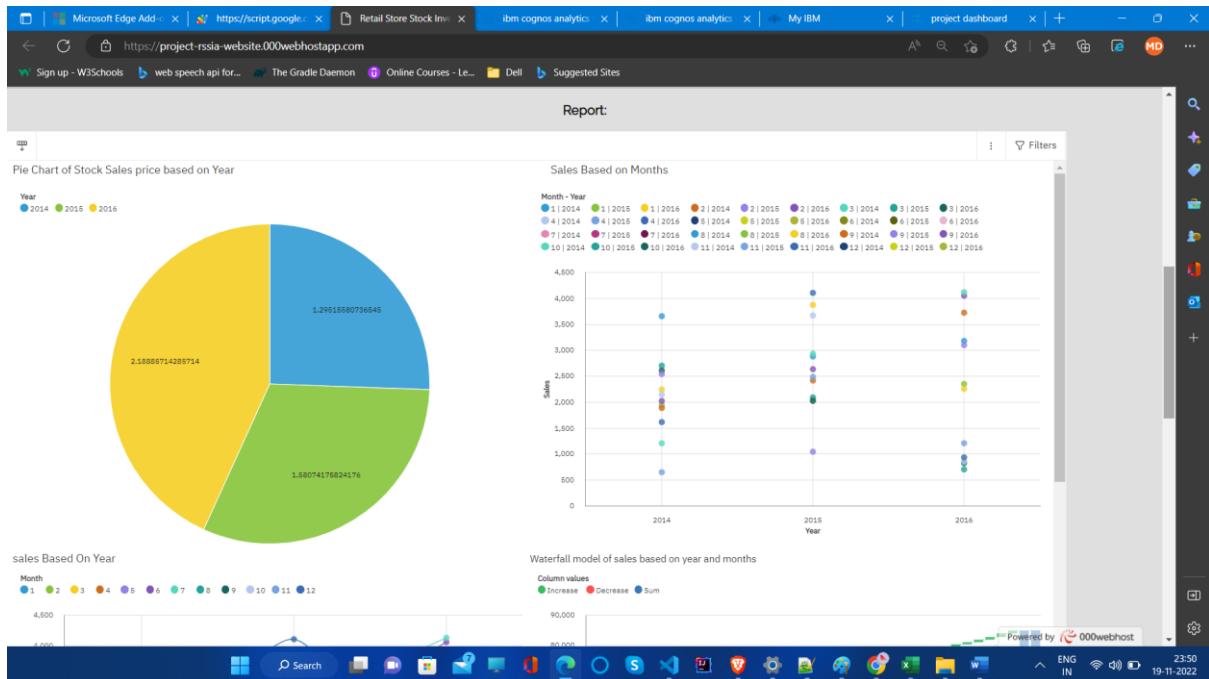 Microsoft Edge Add-o
https://script.google.c
Retail Store Stock Inve
ibm cognos analytics
ibm cognos analytics
My IBM
project dashboard
https://project-rssia-website.000webhostapp.com
MD
Sign up - W3Schools
web speech api for...
The Gradle Daemon
Online Courses - Le...
Dell
Suggested Sites
Report:
Filters
Pie Chart of Stock Sales price based on Year
Year
2014 2015 2016
1.29515580736545
2.18885714285714
1.58074175824176
Sales Based on Months
Month - Year
1 | 2014 1 | 2015 1 | 2016 2 | 2014 2 | 2015 2 | 2016 3 | 2014 3 | 2015 3 | 2016
4 | 2014 4 | 2015 4 | 2016 5 | 2014 5 | 2015 5 | 2016 6 | 2014 6 | 2015 6 | 2016
7 | 2014 7 | 2015 7 | 2016 8 | 2014 8 | 2015 8 | 2016 9 | 2014 9 | 2015 9 | 2016
10 | 2014 10 | 2015 10 | 2016 11 | 2014 11 | 2015 11 | 2016 12 | 2014 12 | 2015 12 | 2016
4,500
4,000
3,500
3,000
2,500
2,000
1,500
1,000
500
0
Sales
2014 2015 2016
Year
sales Based On Year
Month
1 2 3 4 5 6 7 8 9 10 11 12
4,500
4,000
Waterfall model of sales based on year and months
Column values
Increase Decrease Sum
90,000
80,000
Powered by 000webhost
Search
ENG
IN
23:50
19-11-2022